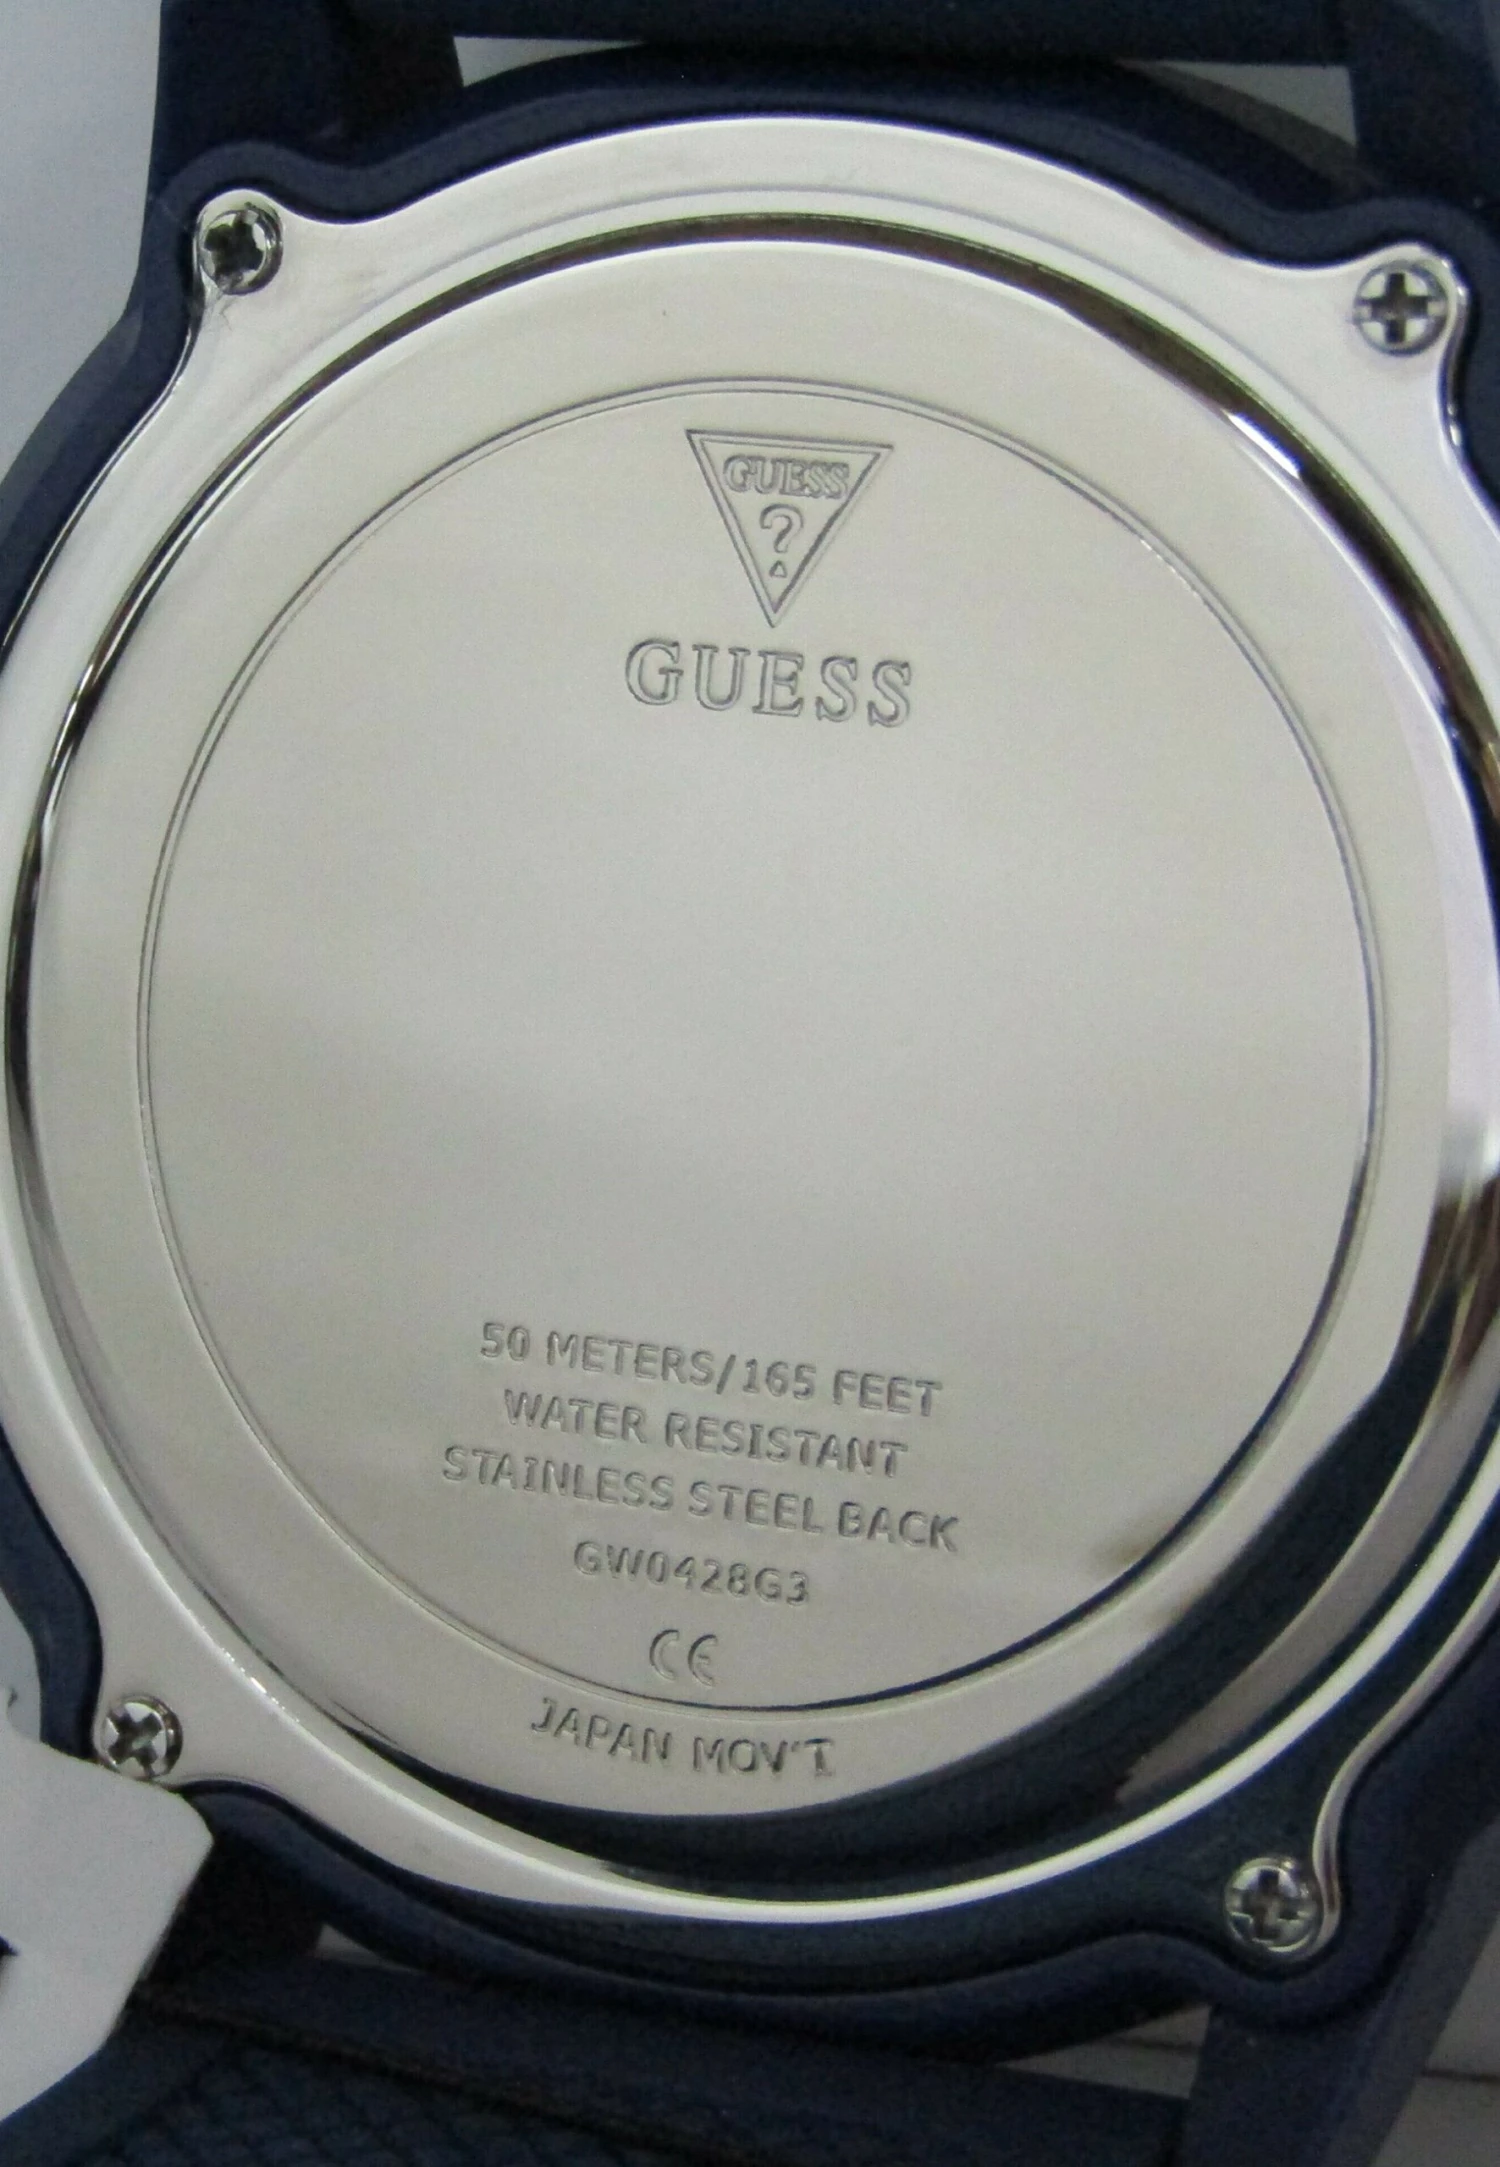 GUESS
?
GUESS
50 METERS/165 FEET
WATER RESISTANT
STAINLESS STEEL BACK
GW0428G3
CE
JAPAN MOV'T